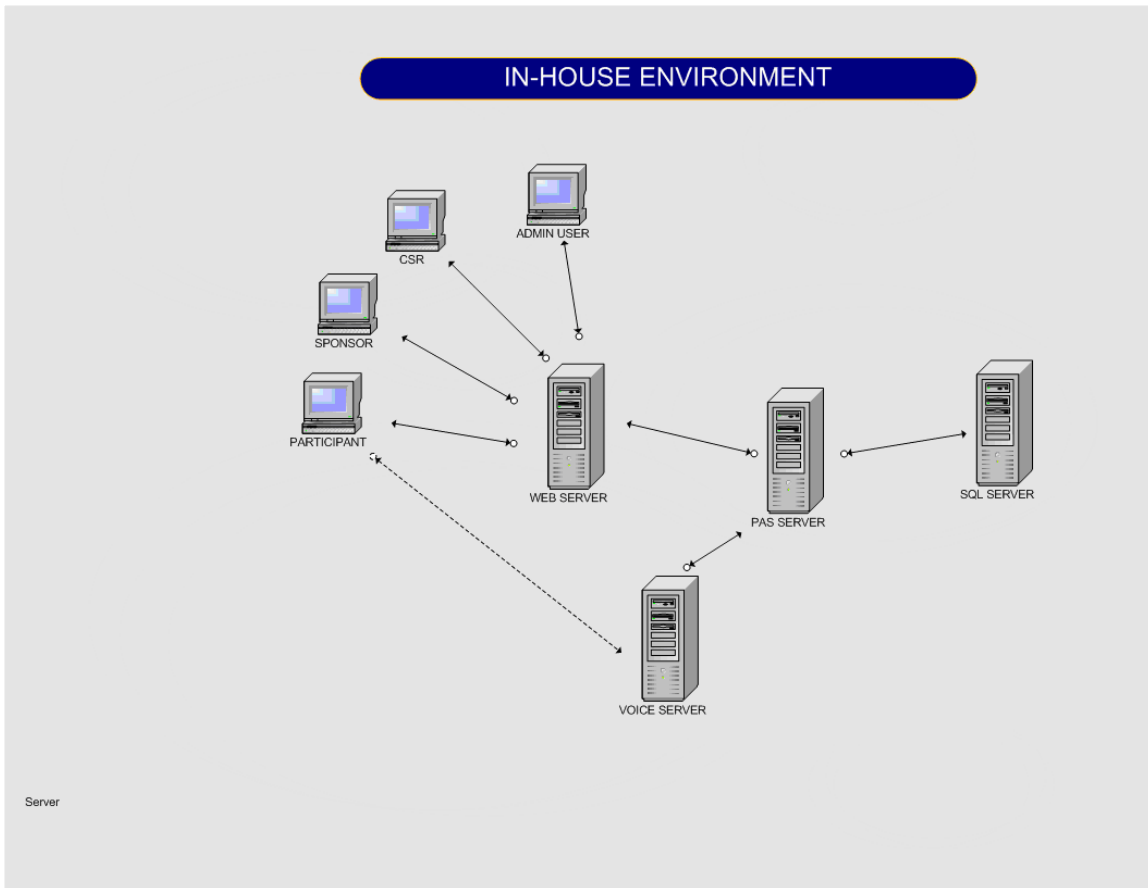 IN-HOUSE ENVIRONMENT
ADMIN USER
CSR
SPONSOR
PARTICIPANT
WEB SERVER
SQL SERVER
PAS SERVER
VOICE SERVER
Server